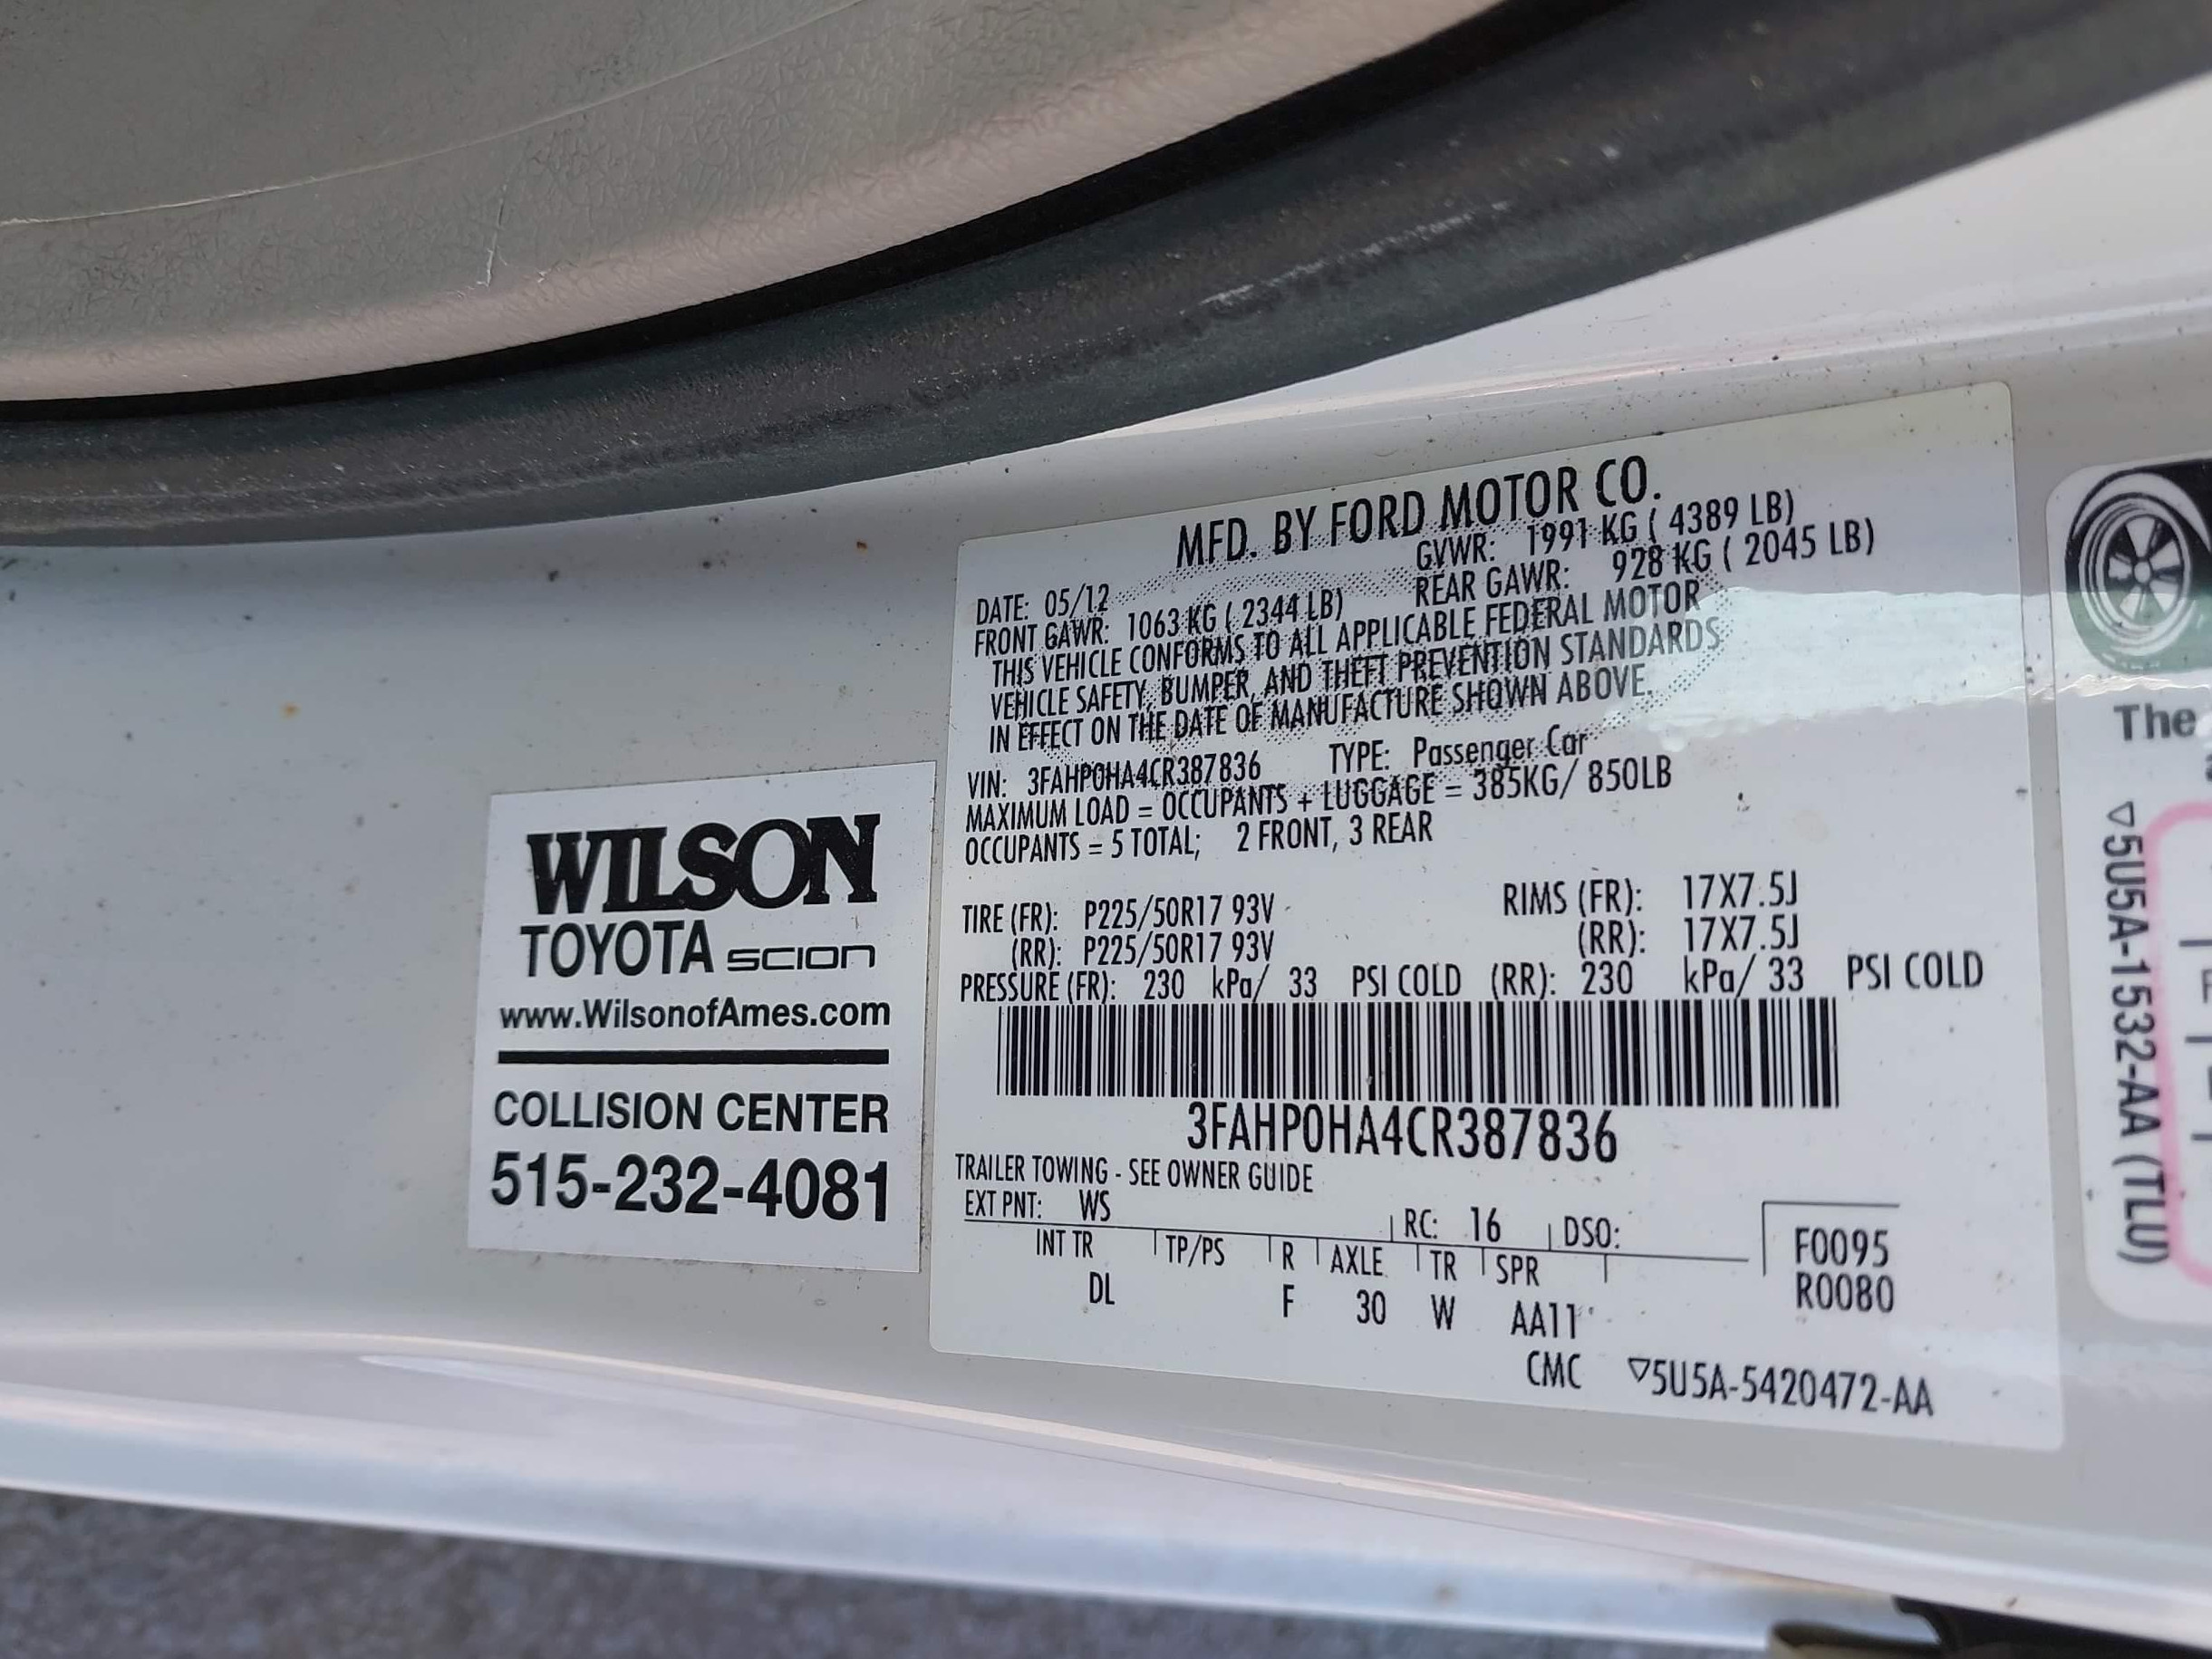 WILSON
TOYOTA SCION
www.WilsonofAmes.com
COLLISION CENTER
515-232-4081
MFD. BY FORD MOTOR CO.
DATE: 05/12 GVWR: 1991 KG ( 4389 LB)
FRONT GAWR: 1063 KG ( 2344 LB) REAR GAWR: 928 KG ( 2045 LB)
THIS VEHICLE CONFORMS TO ALL APPLICABLE FEDERAL MOTOR
VEHICLE SAFETY, BUMPER, AND THEFT PREVENTION STANDARDS
IN EFFECT ON THE DATE OF MANUFACTURE SHOWN ABOVE.
VIN: 3FAHP0HA4CR387836 TYPE: Passenger Car
MAXIMUM LOAD = OCCUPANTS + LUGGAGE = 385KG/ 850LB
OCCUPANTS = 5 TOTAL; 2 FRONT, 3 REAR
TIRE (FR): P225/50R17 93V RIMS (FR): 17X7.5J
(RR): P225/50R17 93V (RR): 17X7.5J
PRESSURE (FR): 230 kPa/ 33 PSI COLD (RR): 230 kPa/ 33 PSI COLD
3FAHP0HA4CR387836
TRAILER TOWING - SEE OWNER GUIDE
EXT PNT: WS RC: 16 DSO:
INT TR TP/PS R AXLE TR SPR F0095
DL F 30 W AA11 R0080
CMC ▽5U5A-5420472-AA
The
▽5U5A-1532-AA (TLU)